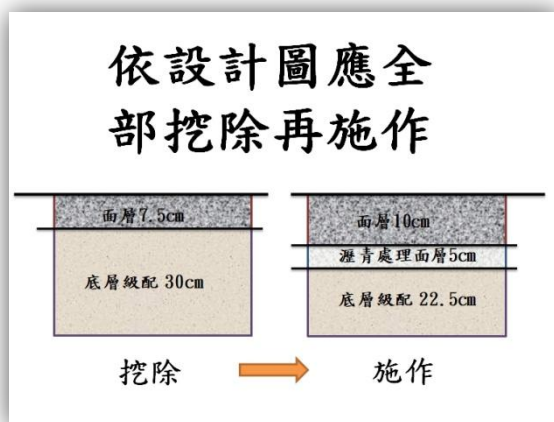 依設計圖應全
部挖除再施作
面層7.5cm
底層級配 30cm
面層10cm
瀝青處理面層5cm
底層級配 22.5cm
挖除
施作